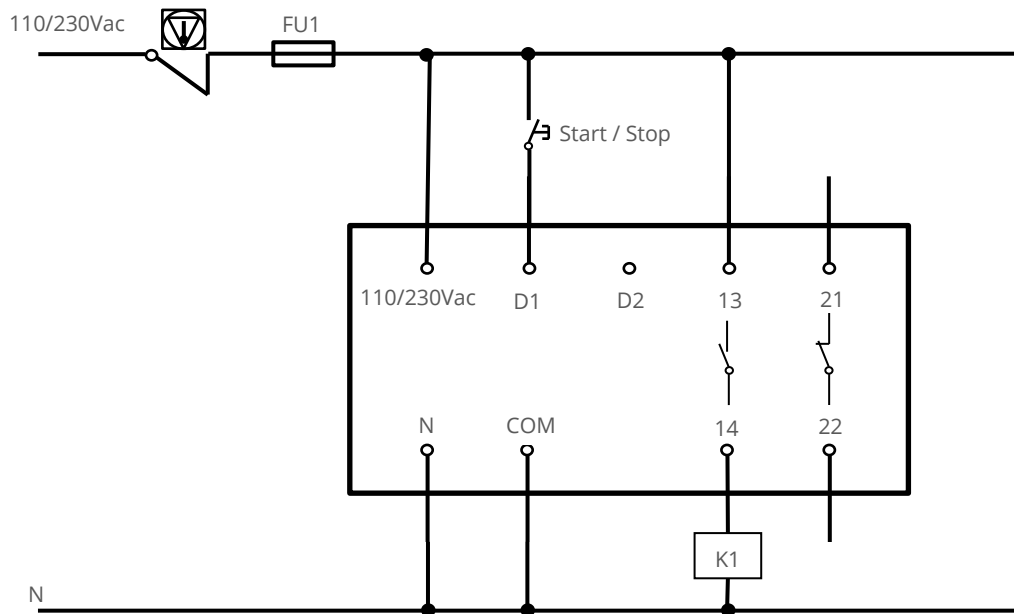 110/230Vac
FU1
Start / Stop
110/230Vac
D1
D2
13
21
N
COM
14
22
K1
N